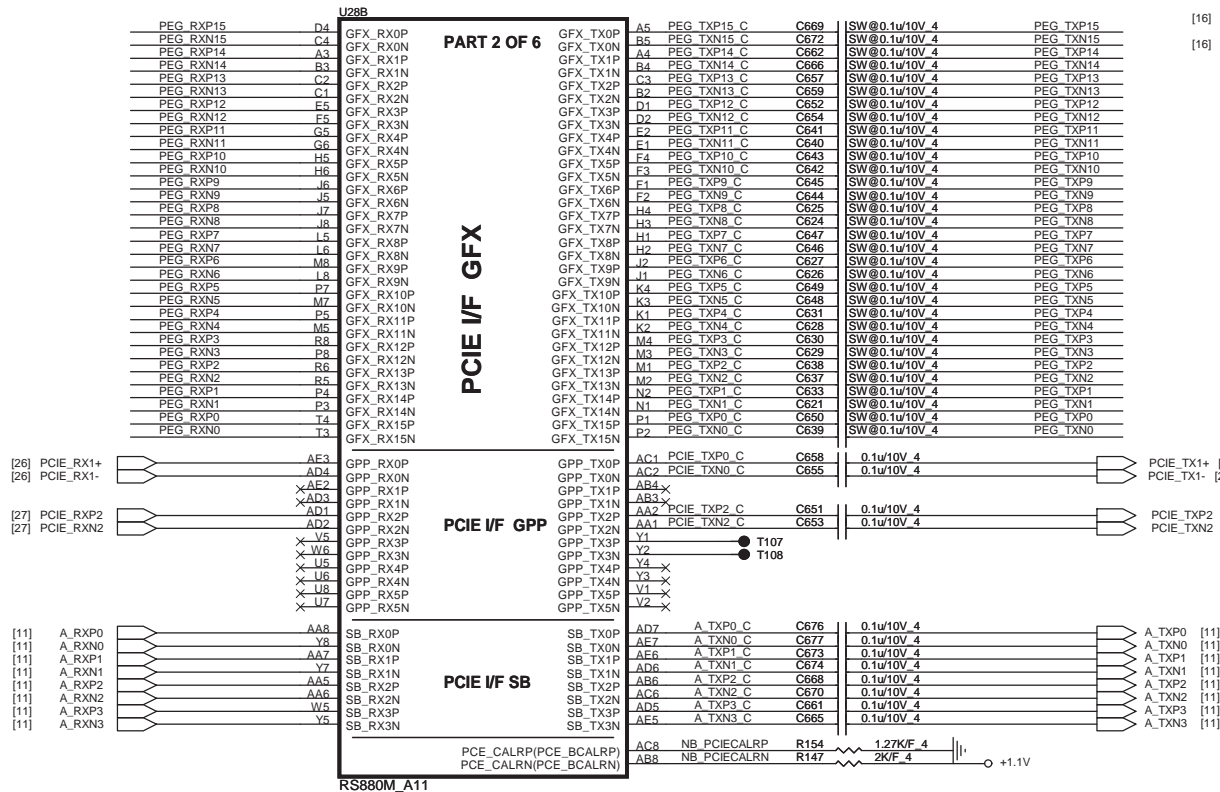 U28B
PART 2 OF 6
PCIE I/F GFX
PEG_RXP15 D4 GFX_RX0P GFX_TX0P A5 PEG_TXP15_C C669 SW@0.1u/10V_4 PEG_TXP15 [16]
PEG_RXN15 C4 GFX_RX0N GFX_TX0N B5 PEG_TXN15_C C672 SW@0.1u/10V_4 PEG_TXN15
PEG_RXP14 A3 GFX_RX1P GFX_TX1P A4 PEG_TXP14_C C662 SW@0.1u/10V_4 PEG_TXP14 [16]
PEG_RXN14 B3 GFX_RX1N GFX_TX1N B4 PEG_TXN14_C C666 SW@0.1u/10V_4 PEG_TXN14
PEG_RXP13 C2 GFX_RX2P GFX_TX2P C3 PEG_TXP13_C C657 SW@0.1u/10V_4 PEG_TXP13
PEG_RXN13 C1 GFX_RX2N GFX_TX2N B2 PEG_TXN13_C C659 SW@0.1u/10V_4 PEG_TXN13
PEG_RXP12 E5 GFX_RX3P GFX_TX3P D1 PEG_TXP12_C C652 SW@0.1u/10V_4 PEG_TXP12
PEG_RXN12 F5 GFX_RX3N GFX_TX3N D2 PEG_TXN12_C C654 SW@0.1u/10V_4 PEG_TXN12
PEG_RXP11 G5 GFX_RX4P GFX_TX4P E2 PEG_TXP11_C C641 SW@0.1u/10V_4 PEG_TXP11
PEG_RXN11 G6 GFX_RX4N GFX_TX4N E1 PEG_TXN11_C C640 SW@0.1u/10V_4 PEG_TXN11
PEG_RXP10 H5 GFX_RX5P GFX_TX5P F4 PEG_TXP10_C C643 SW@0.1u/10V_4 PEG_TXP10
PEG_RXN10 H6 GFX_RX5N GFX_TX5N F3 PEG_TXN10_C C642 SW@0.1u/10V_4 PEG_TXN10
PEG_RXP9 J6 GFX_RX6P GFX_TX6P F1 PEG_TXP9_C C645 SW@0.1u/10V_4 PEG_TXP9
PEG_RXN9 J5 GFX_RX6N GFX_TX6N F2 PEG_TXN9_C C644 SW@0.1u/10V_4 PEG_TXN9
PEG_RXP8 J7 GFX_RX7P GFX_TX7P H4 PEG_TXP8_C C625 SW@0.1u/10V_4 PEG_TXP8
PEG_RXN8 J8 GFX_RX7N GFX_TX7N H3 PEG_TXN8_C C624 SW@0.1u/10V_4 PEG_TXN8
PEG_RXP7 L5 GFX_RX8P GFX_TX8P H1 PEG_TXP7_C C647 SW@0.1u/10V_4 PEG_TXP7
PEG_RXN7 L6 GFX_RX8N GFX_TX8N H2 PEG_TXN7_C C646 SW@0.1u/10V_4 PEG_TXN7
PEG_RXP6 M8 GFX_RX9P GFX_TX9P J2 PEG_TXP6_C C627 SW@0.1u/10V_4 PEG_TXP6
PEG_RXN6 L8 GFX_RX9N GFX_TX9N J1 PEG_TXN6_C C626 SW@0.1u/10V_4 PEG_TXN6
PEG_RXP5 P7 GFX_RX10P GFX_TX10P K4 PEG_TXP5_C C649 SW@0.1u/10V_4 PEG_TXP5
PEG_RXN5 M7 GFX_RX10N GFX_TX10N K3 PEG_TXN5_C C648 SW@0.1u/10V_4 PEG_TXN5
PEG_RXP4 P5 GFX_RX11P GFX_TX11P K1 PEG_TXP4_C C631 SW@0.1u/10V_4 PEG_TXP4
PEG_RXN4 M5 GFX_RX11N GFX_TX11N K2 PEG_TXN4_C C628 SW@0.1u/10V_4 PEG_TXN4
PEG_RXP3 R8 GFX_RX12P GFX_TX12P M4 PEG_TXP3_C C630 SW@0.1u/10V_4 PEG_TXP3
PEG_RXN3 P8 GFX_RX12N GFX_TX12N M3 PEG_TXN3_C C629 SW@0.1u/10V_4 PEG_TXN3
PEG_RXP2 R6 GFX_RX13P GFX_TX13P M1 PEG_TXP2_C C638 SW@0.1u/10V_4 PEG_TXP2
PEG_RXN2 R5 GFX_RX13N GFX_TX13N M2 PEG_TXN2_C C637 SW@0.1u/10V_4 PEG_TXN2
PEG_RXP1 P4 GFX_RX14P GFX_TX14P N2 PEG_TXP1_C C633 SW@0.1u/10V_4 PEG_TXP1
PEG_RXN1 P3 GFX_RX14N GFX_TX14N N1 PEG_TXN1_C C621 SW@0.1u/10V_4 PEG_TXN1
PEG_RXP0 T4 GFX_RX15P GFX_TX15P P1 PEG_TXP0_C C650 SW@0.1u/10V_4 PEG_TXP0
PEG_RXN0 T3 GFX_RX15N GFX_TX15N P2 PEG_TXN0_C C639 SW@0.1u/10V_4 PEG_TXN0
[26] PCIE_RX1+ AE3 GPP_RX0P GPP_TX0P AC1 PCIE_TXP0_C C658 0.1u/10V_4 PCIE_TX1+
[26] PCIE_RX1- AD4 GPP_RX0N GPP_TX0N AC2 PCIE_TXN0_C C655 0.1u/10V_4 PCIE_TX1-
AE2 GPP_RX1P GPP_TX1P AB4
AD3 GPP_RX1N GPP_TX1N AB3
[27] PCIE_RXP2 AD1 GPP_RX2P GPP_TX2P AA2 PCIE_TXP2_C C651 0.1u/10V_4 PCIE_TXP2
[27] PCIE_RXN2 AD2 GPP_RX2N PCIE I/F GPP GPP_TX2N AA1 PCIE_TXN2_C C653 0.1u/10V_4 PCIE_TXN2
V5 GPP_RX3P GPP_TX3P Y1 T107
W6 GPP_RX3N GPP_TX3N Y2 T108
U5 GPP_RX4P GPP_TX4P Y4
U6 GPP_RX4N GPP_TX4N Y3
U8 GPP_RX5P GPP_TX5P V1
U7 GPP_RX5N GPP_TX5N V2
[11] A_RXP0 AA8 SB_RX0P SB_TX0P AD7 A_TXP0_C C676 0.1u/10V_4 A_TXP0 [11]
[11] A_RXN0 Y8 SB_RX0N SB_TX0N AE7 A_TXN0_C C677 0.1u/10V_4 A_TXN0 [11]
[11] A_RXP1 AA7 SB_RX1P SB_TX1P AE6 A_TXP1_C C673 0.1u/10V_4 A_TXP1 [11]
[11] A_RXN1 Y7 SB_RX1N SB_TX1N AD6 A_TXN1_C C674 0.1u/10V_4 A_TXN1 [11]
[11] A_RXP2 AA5 SB_RX2P PCIE I/F SB SB_TX2P AB6 A_TXP2_C C668 0.1u/10V_4 A_TXP2 [11]
[11] A_RXN2 AA6 SB_RX2N SB_TX2N AC6 A_TXN2_C C670 0.1u/10V_4 A_TXN2 [11]
[11] A_RXP3 W5 SB_RX3P SB_TX3P AD5 A_TXP3_C C661 0.1u/10V_4 A_TXP3 [11]
[11] A_RXN3 Y5 SB_RX3N SB_TX3N AE5 A_TXN3_C C665 0.1u/10V_4 A_TXN3 [11]
PCE_CALRP(PCE_BCALRP) AC8 NB_PCIECALRP R154 1.27K/F_4
PCE_CALRN(PCE_BCALRN) AB8 NB_PCIECALRN R147 2K/F_4 +1.1V
RS880M_A11